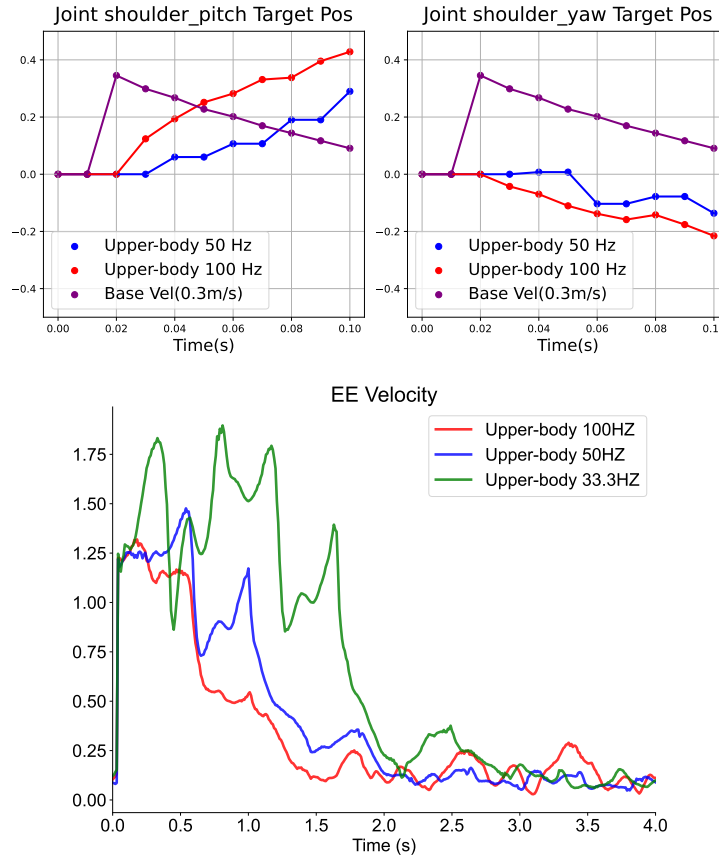 Joint shoulder_pitch Target Pos
0.4
0.2
0.0
−0.2
−0.4
Upper-body 50 Hz
Upper-body 100 Hz
Base Vel(0.3m/s)
0.00 0.02 0.04 0.06 0.08 0.10
Time(s)
Joint shoulder_yaw Target Pos
0.4
0.2
0.0
−0.2
−0.4
Upper-body 50 Hz
Upper-body 100 Hz
Base Vel(0.3m/s)
0.00 0.02 0.04 0.06 0.08 0.1
Time(s)
EE Velocity
1.75
1.50
1.25
1.00
0.75
0.50
0.25
0.00
Upper-body 100HZ
Upper-body 50HZ
Upper-body 33.3HZ
0.0 0.5 1.0 1.5 2.0 2.5 3.0 3.5 4.0
Time (s)